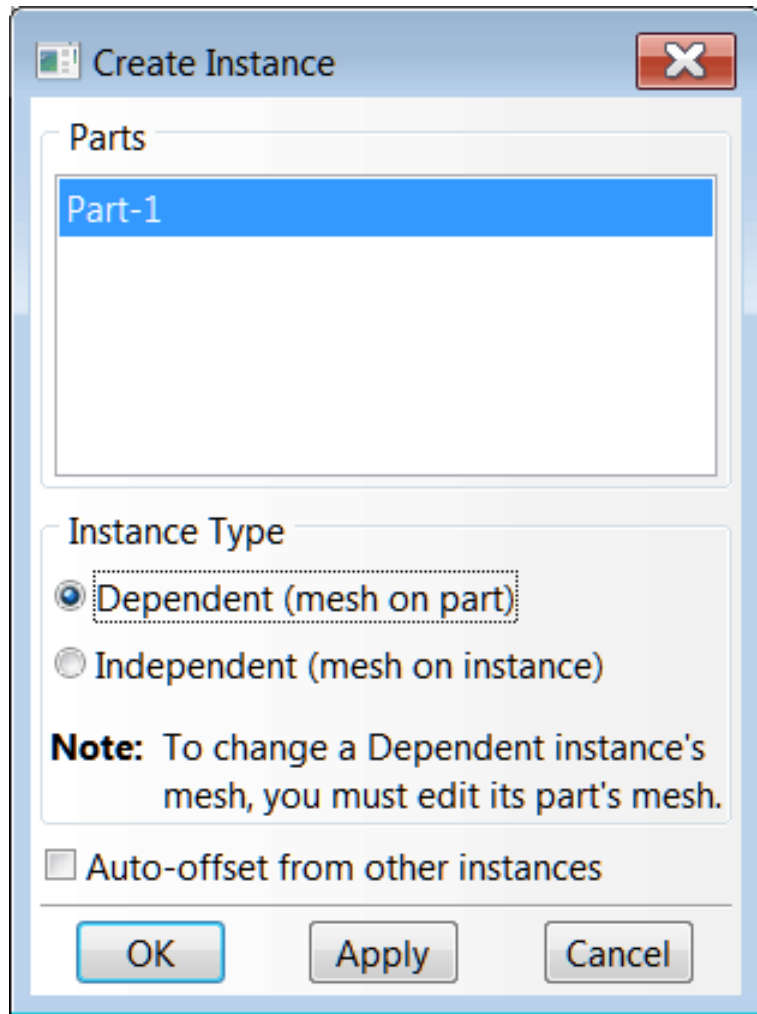 Create Instance
Parts
Part-1
Instance Type
Dependent (mesh on part)
Independent (mesh on instance)
Note: To change a Dependent instance's
mesh, you must edit its part's mesh.
Auto-offset from other instances
OK Apply Cancel